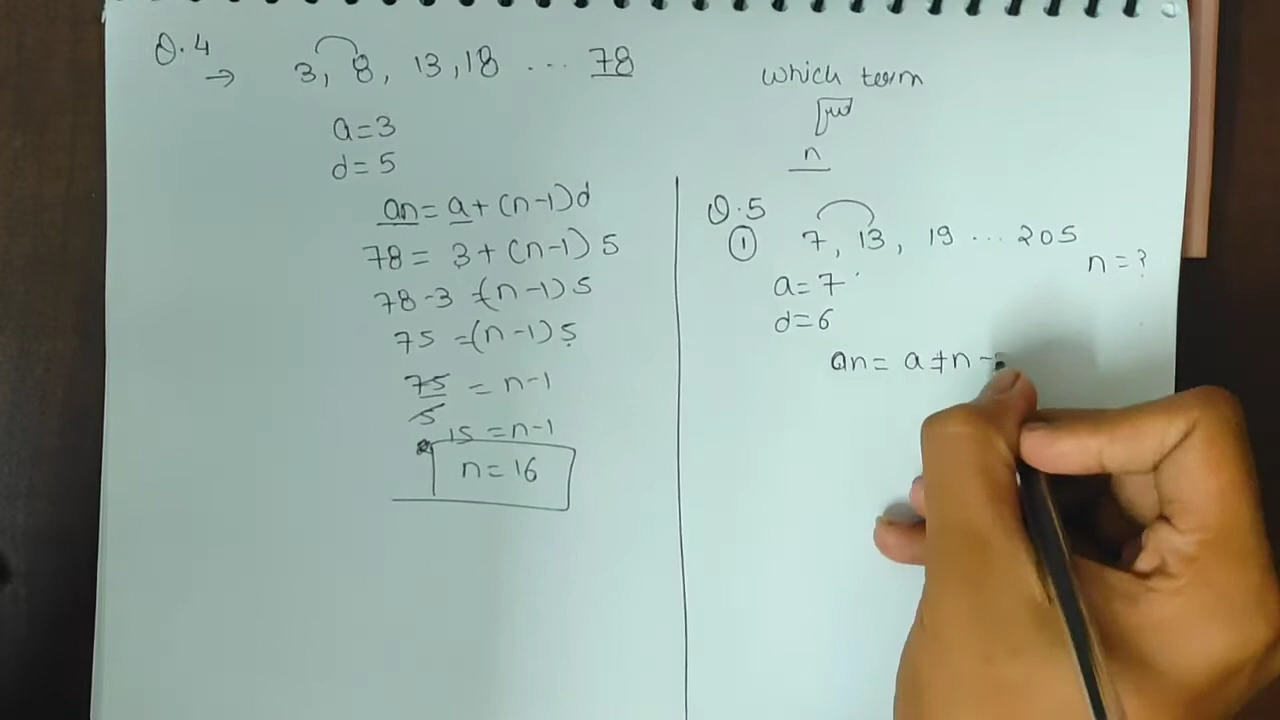 Q.4
→ 3, 8, 13, 18 ... 78
a=3
d=5
an= a+ (n-1)d
78= 3+(n-1) 5
78-3 =(n-1) 5
75 =(n-1) 5
75/5 = n-1
15 =n-1
n=16
which term
find
n
Q.5
① 7, 13, 19 ... 205
n=?
a=7
d=6
an= a+n-